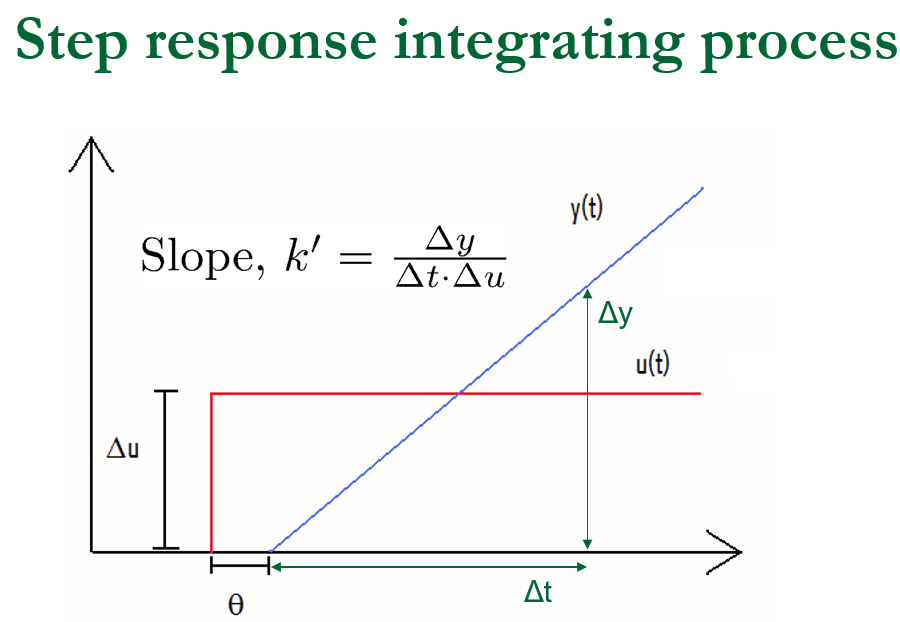 Step response integrating process
y(t)
Slope, k′ = Δy / Δt·Δu
Δy
u(t)
Δu
Δt
θ